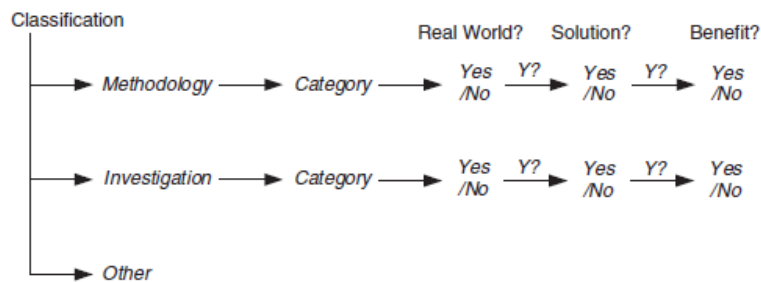 Classification
Real World? Solution? Benefit?
Methodology Category Yes /No Y? Yes /No Y? Yes /No
Investigation Category Yes /No Y? Yes /No Y? Yes /No
Other